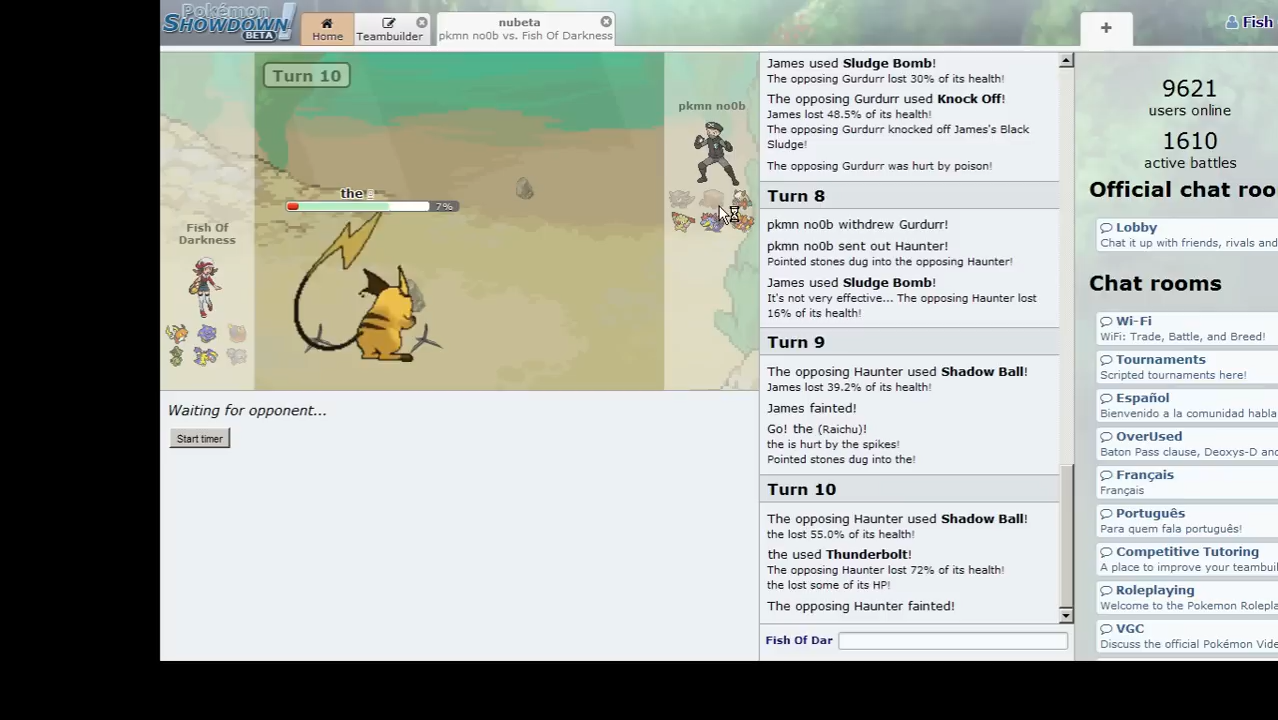 Pokémon
SHOWDOWN!
BETA
Home
Teambuilder
nubeta
pkmn no0b vs. Fish Of Darkness
+
Fish
Turn 10
pkmn no0b
the
7%
Fish Of
Darkness
Waiting for opponent...
Start timer
James used Sludge Bomb!
The opposing Gurdurr lost 30% of its health!
The opposing Gurdurr used Knock Off!
James lost 48.5% of its health!
The opposing Gurdurr knocked off James's Black
Sludge!
The opposing Gurdurr was hurt by poison!
Turn 8
pkmn no0b withdrew Gurdurr!
pkmn no0b sent out Haunter!
Pointed stones dug into the opposing Haunter!
James used Sludge Bomb!
It's not very effective... The opposing Haunter lost
16% of its health!
Turn 9
The opposing Haunter used Shadow Ball!
James lost 39.2% of its health!
James fainted!
Go! the (Raichu)!
the is hurt by the spikes!
Pointed stones dug into the!
Turn 10
The opposing Haunter used Shadow Ball!
the lost 55.0% of its health!
the used Thunderbolt!
The opposing Haunter lost 72% of its health!
the lost some of its HP!
The opposing Haunter fainted!
Fish Of Dar
9621
users online
1610
active battles
Official chat roo
Lobby
Chat it up with friends, rivals and
Chat rooms
Wi-Fi
WiFi: Trade, Battle, and Breed!
Tournaments
Scripted tournaments here!
Español
Bienvenido a la comunidad habla
OverUsed
Baton Pass clause, Deoxys-D and
Français
Français
Português
Para quem fala português!
Competitive Tutoring
A place to improve your teambuil
Roleplaying
Welcome to the Pokemon Rolepla
VGC
Discuss the official Pokémon Vide